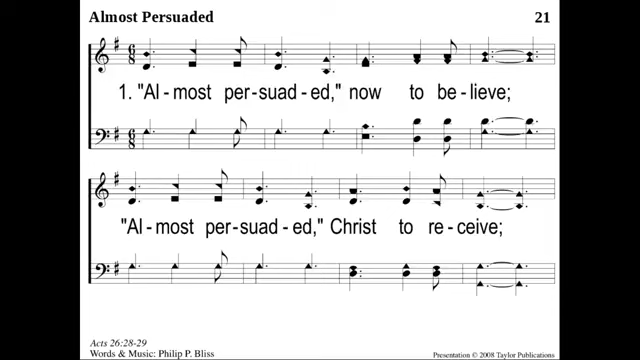 Almost Persuaded 21
1. "Al-most per-suad-ed," now to be-lieve;
"Al-most per-suad-ed," Christ to re-ceive;
Acts 26:28-29
Words & Music: Philip P. Bliss Presentation © 2008 Taylor Publications